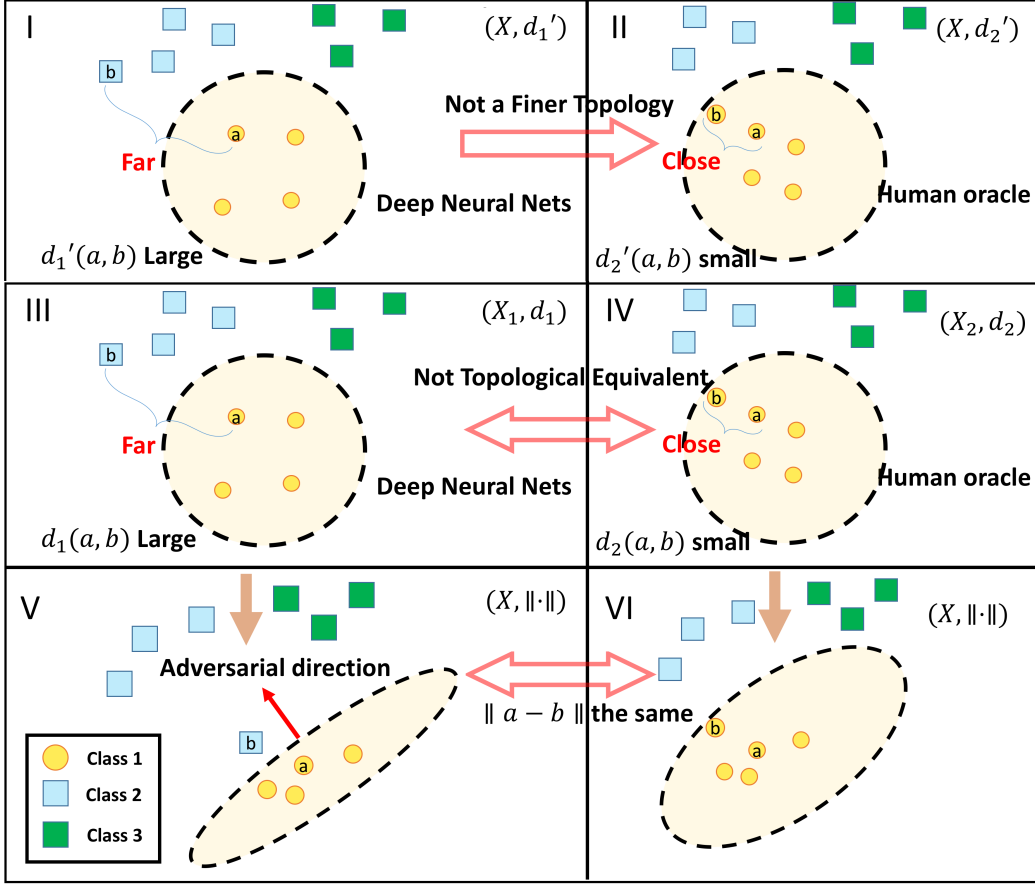 I
(X, d₁′)
b
a
Far
Deep Neural Nets
d₁′(a, b) Large
Not a Finer Topology
II
(X, d₂′)
b
a
Close
Human oracle
d₂′(a, b) small
III
(X₁, d₁)
b
a
Far
Deep Neural Nets
d₁(a, b) Large
Not Topological Equivalent
IV
(X₂, d₂)
b
a
Close
Human oracle
d₂(a, b) small
V
(X, ∥·∥)
Adversarial direction
b
a
∥ a − b ∥ the same
Class 1
Class 2
Class 3
VI
(X, ∥·∥)
b
a